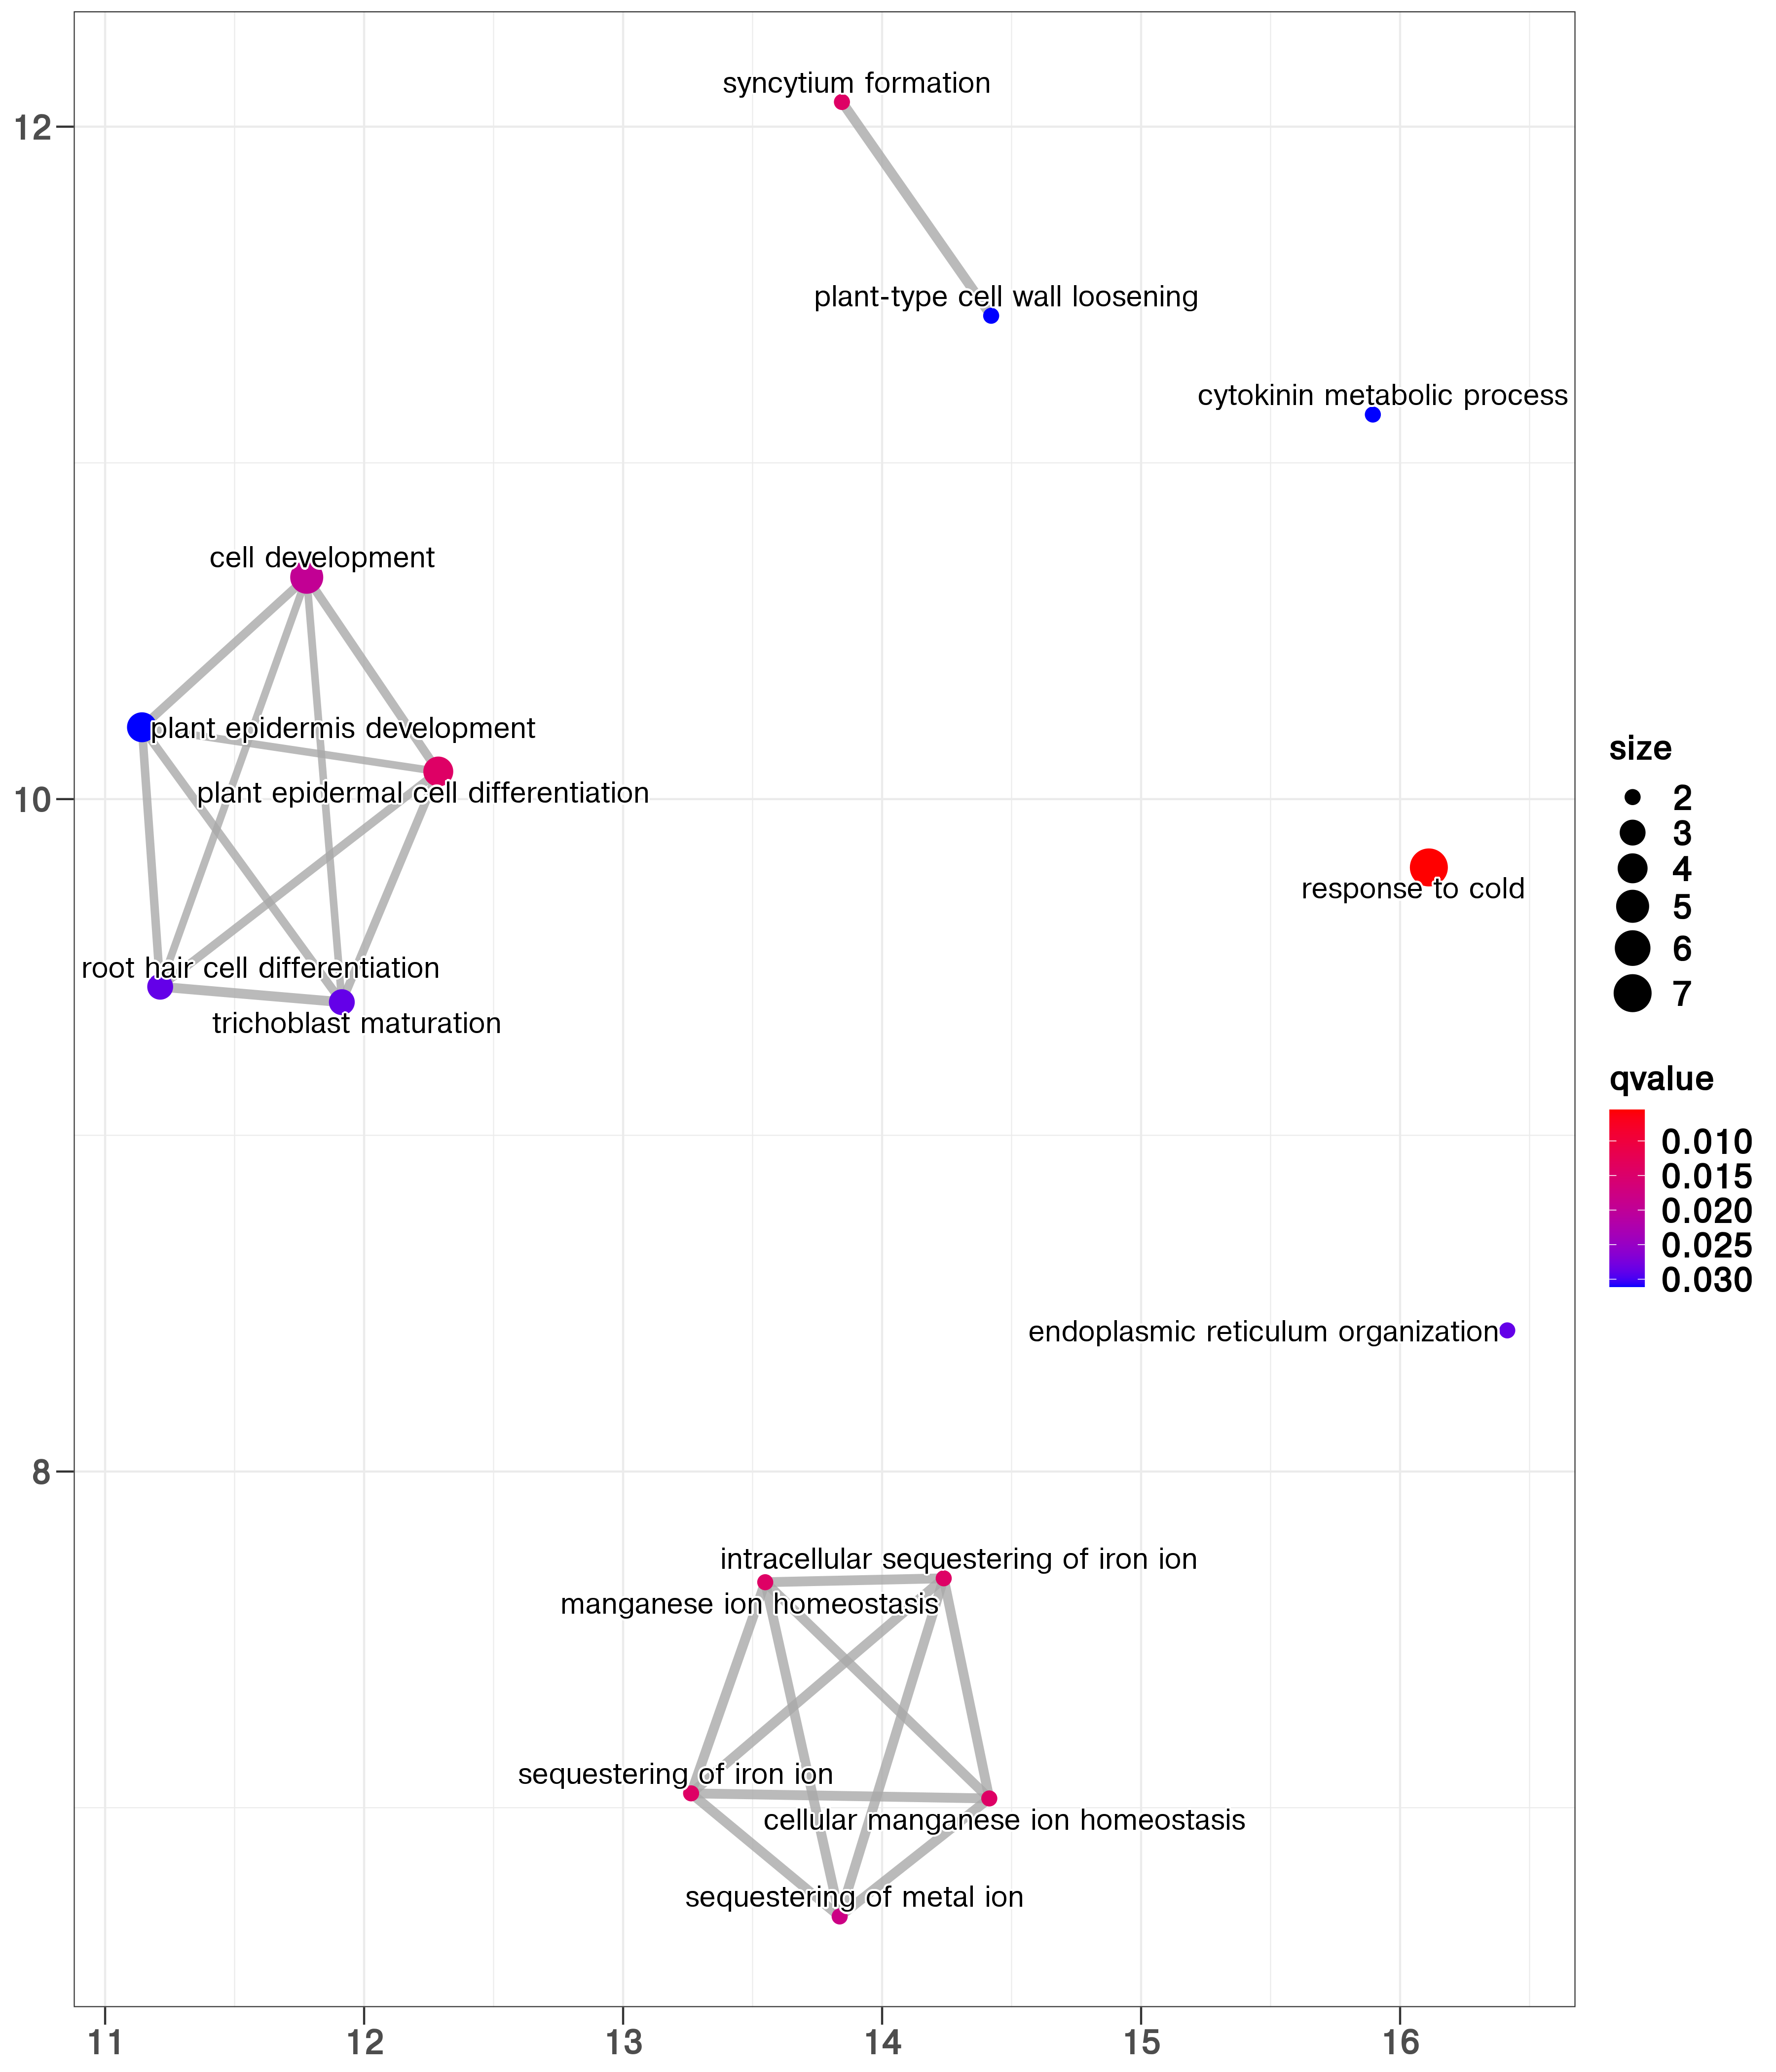 syncytium formation
12
plant-type cell wall loosening
cytokinin metabolic process
cell development
plant epidermis development
plant epidermal cell differentiation
10
response to cold
root hair cell differentiation
trichoblast maturation
endoplasmic reticulum organization
8
intracellular sequestering of iron ion
manganese ion homeostasis
sequestering of iron ion
cellular manganese ion homeostasis
sequestering of metal ion
11 12 13 14 15 16
size
2
3
4
5
6
7
qvalue
0.010
0.015
0.020
0.025
0.030